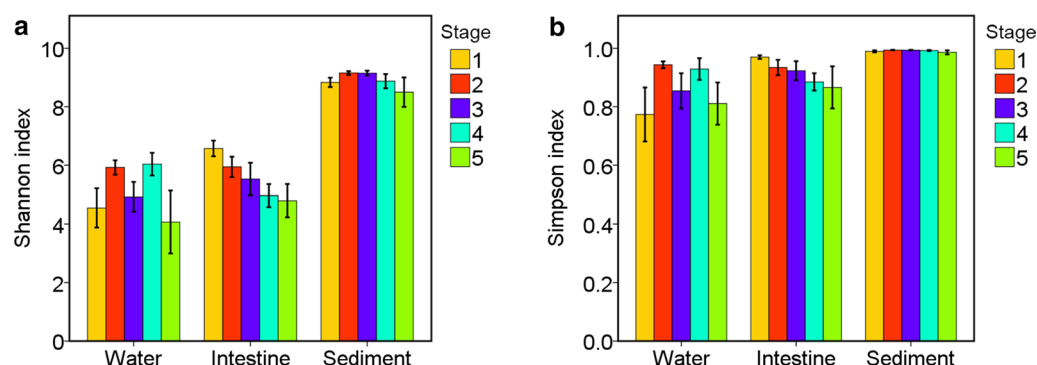 a
Shannon index
10
8
6
4
2
0
Water Intestine Sediment
Stage
1
2
3
4
5
b
Simpson index
1.0
0.8
0.6
0.4
0.2
0.0
Water Intestine Sediment
Stage
1
2
3
4
5